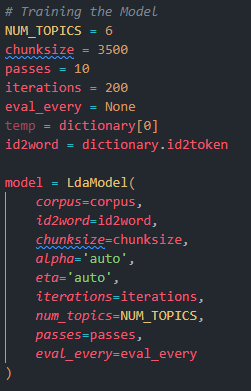 # Training the Model
NUM_TOPICS = 6
chunksize = 3500
passes = 10
iterations = 200
eval_every = None
temp = dictionary[0]
id2word = dictionary.id2token

model = LdaModel(
    corpus=corpus,
    id2word=id2word,
    chunksize=chunksize,
    alpha='auto',
    eta='auto',
    iterations=iterations,
    num_topics=NUM_TOPICS,
    passes=passes,
    eval_every=eval_every
)